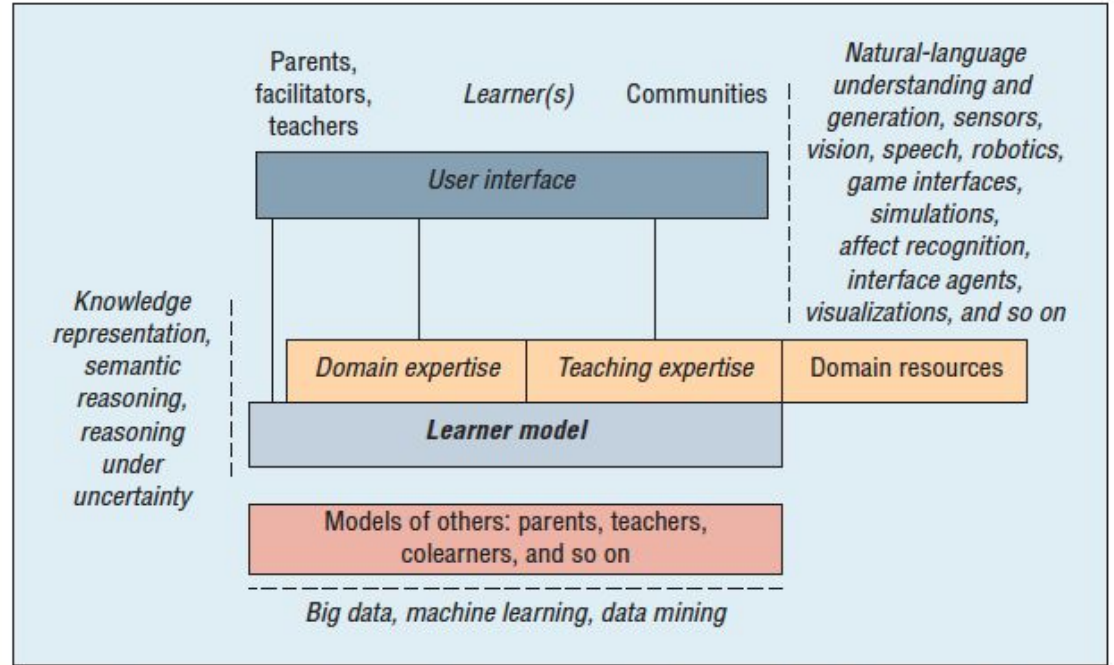 Parents,
facilitators,
teachers
Learner(s)
Communities
Natural-language
understanding and
generation, sensors,
vision, speech, robotics,
game interfaces,
simulations,
affect recognition,
interface agents,
visualizations, and so on
User interface
Knowledge
representation,
semantic
reasoning,
reasoning
under
uncertainty
Domain expertise
Teaching expertise
Domain resources
Learner model
Models of others: parents, teachers,
colearners, and so on
Big data, machine learning, data mining